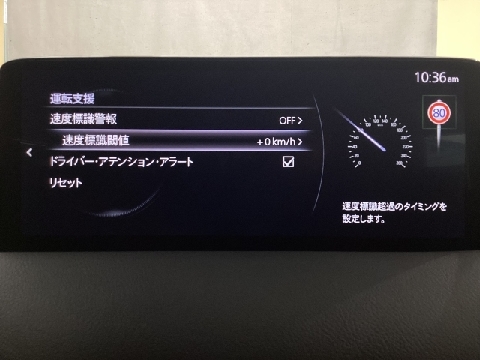 10:36 am
運転支援
速度標識警報 OFF
速度標識閾値 +0 km/h
ドライバー・アテンション・アラート
リセット
80
速度標識超過のタイミングを
設定します。